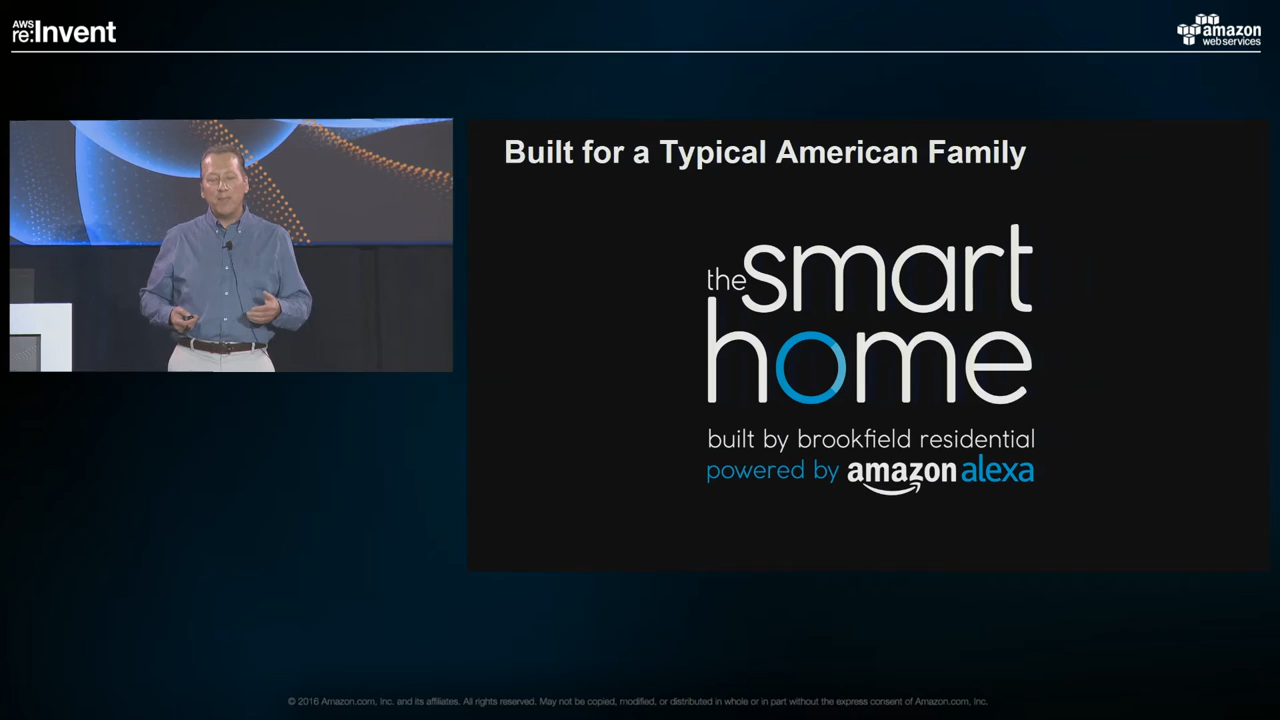 AWS
re:Invent
amazon
web services
Built for a Typical American Family
the smart
home
built by brookfield residential
powered by amazon alexa
© 2016 Amazon.com, Inc. and its affiliates. All rights reserved. May not be copied, modified, or distributed in whole or in part without the express consent of Amazon.com, Inc.